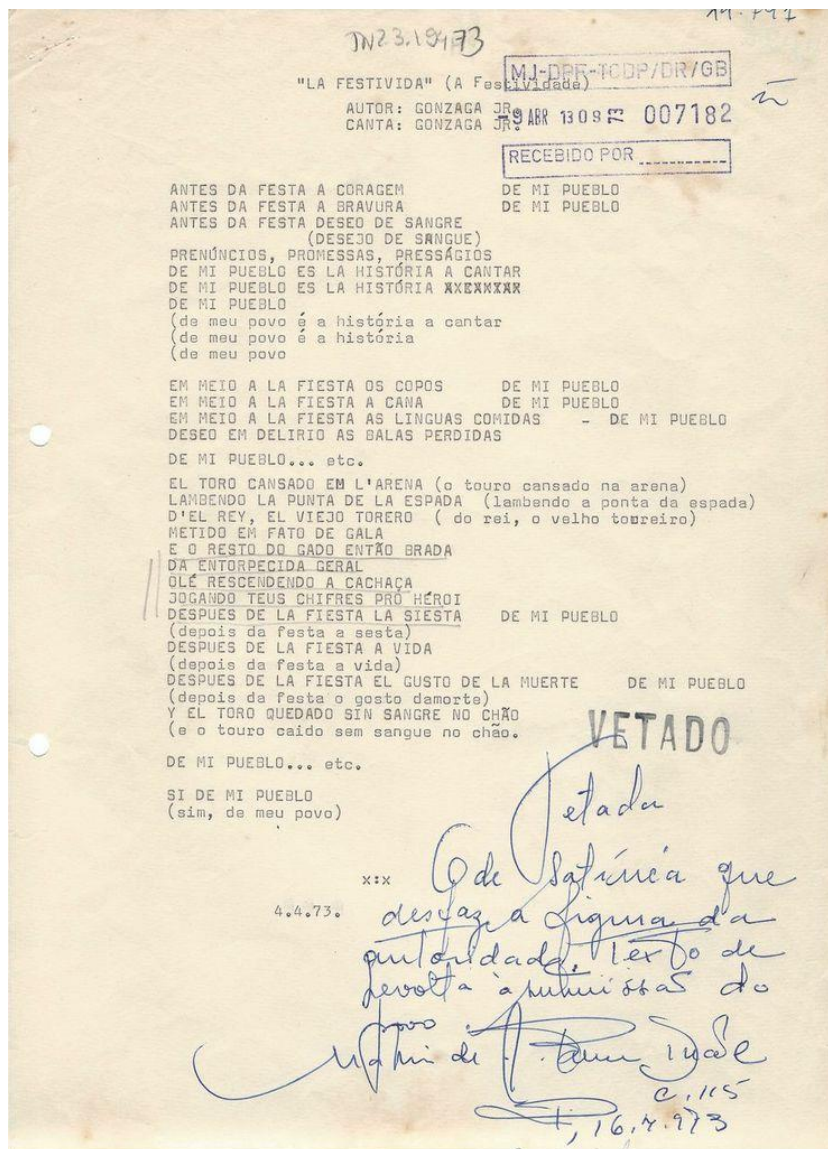 14.791
TN23.19473
MJ-DPF-TCDP/DR/GB
"LA FESTIVIDA" (A Festividade)
AUTOR: GONZAGA JR.
-9 ABR 1309 73 007182
CANTA: GONZAGA JR.
RECEBIDO POR
ANTES DA FESTA A CORAGEM DE MI PUEBLO
ANTES DA FESTA A BRAVURA DE MI PUEBLO
ANTES DA FESTA DESEO DE SANGRE
(DESEJO DE SANGUE)
PRENÚNCIOS, PROMESSAS, PRESSÁGIOS
DE MI PUEBLO ES LA HISTÓRIA A CANTAR
DE MI PUEBLO ES LA HISTÓRIA
DE MI PUEBLO
(de meu povo é a história a cantar
(de meu povo é a história
(de meu povo
EM MEIO A LA FIESTA OS COPOS DE MI PUEBLO
EM MEIO A LA FIESTA A CANA DE MI PUEBLO
EM MEIO A LA FIESTA AS LINGUAS COMIDAS - DE MI PUEBLO
DESEO EM DELIRIO AS BALAS PERDIDAS
DE MI PUEBLO... etc.
EL TORO CANSADO EM L'ARENA (o touro cansado na arena)
LAMBENDO LA PUNTA DE LA ESPADA (lambendo a ponta da espada)
D'EL REY, EL VIEJO TORERO ( do rei, o velho toureiro)
METIDO EM FATO DE GALA
E O RESTO DO GADO ENTÃO BRADA
DA ENTORPECIDA GERAL
OLÉ RESCENDENDO A CACHAÇA
JOGANDO TEUS CHIFRES PRO HÉROI
DESPUES DE LA FIESTA LA SIESTA DE MI PUEBLO
(depois da festa a sesta)
DESPUES DE LA FIESTA A VIDA
(depois da festa a vida)
DESPUES DE LA FIESTA EL GUSTO DE LA MUERTE DE MI PUEBLO
(depois da festa o gosto damorte)
Y EL TORO QUEDADO SIN SANGRE NO CHÃO
(e o touro caido sem sangue no chão.
VETADO
DE MI PUEBLO... etc.
SI DE MI PUEBLO
(sim, de meu povo)
Vetada
x:x
Ode satírica que
4.4.73.
desfaz a figura da
autoridade. Texto de
revolta à submissão do
povo
C. 115